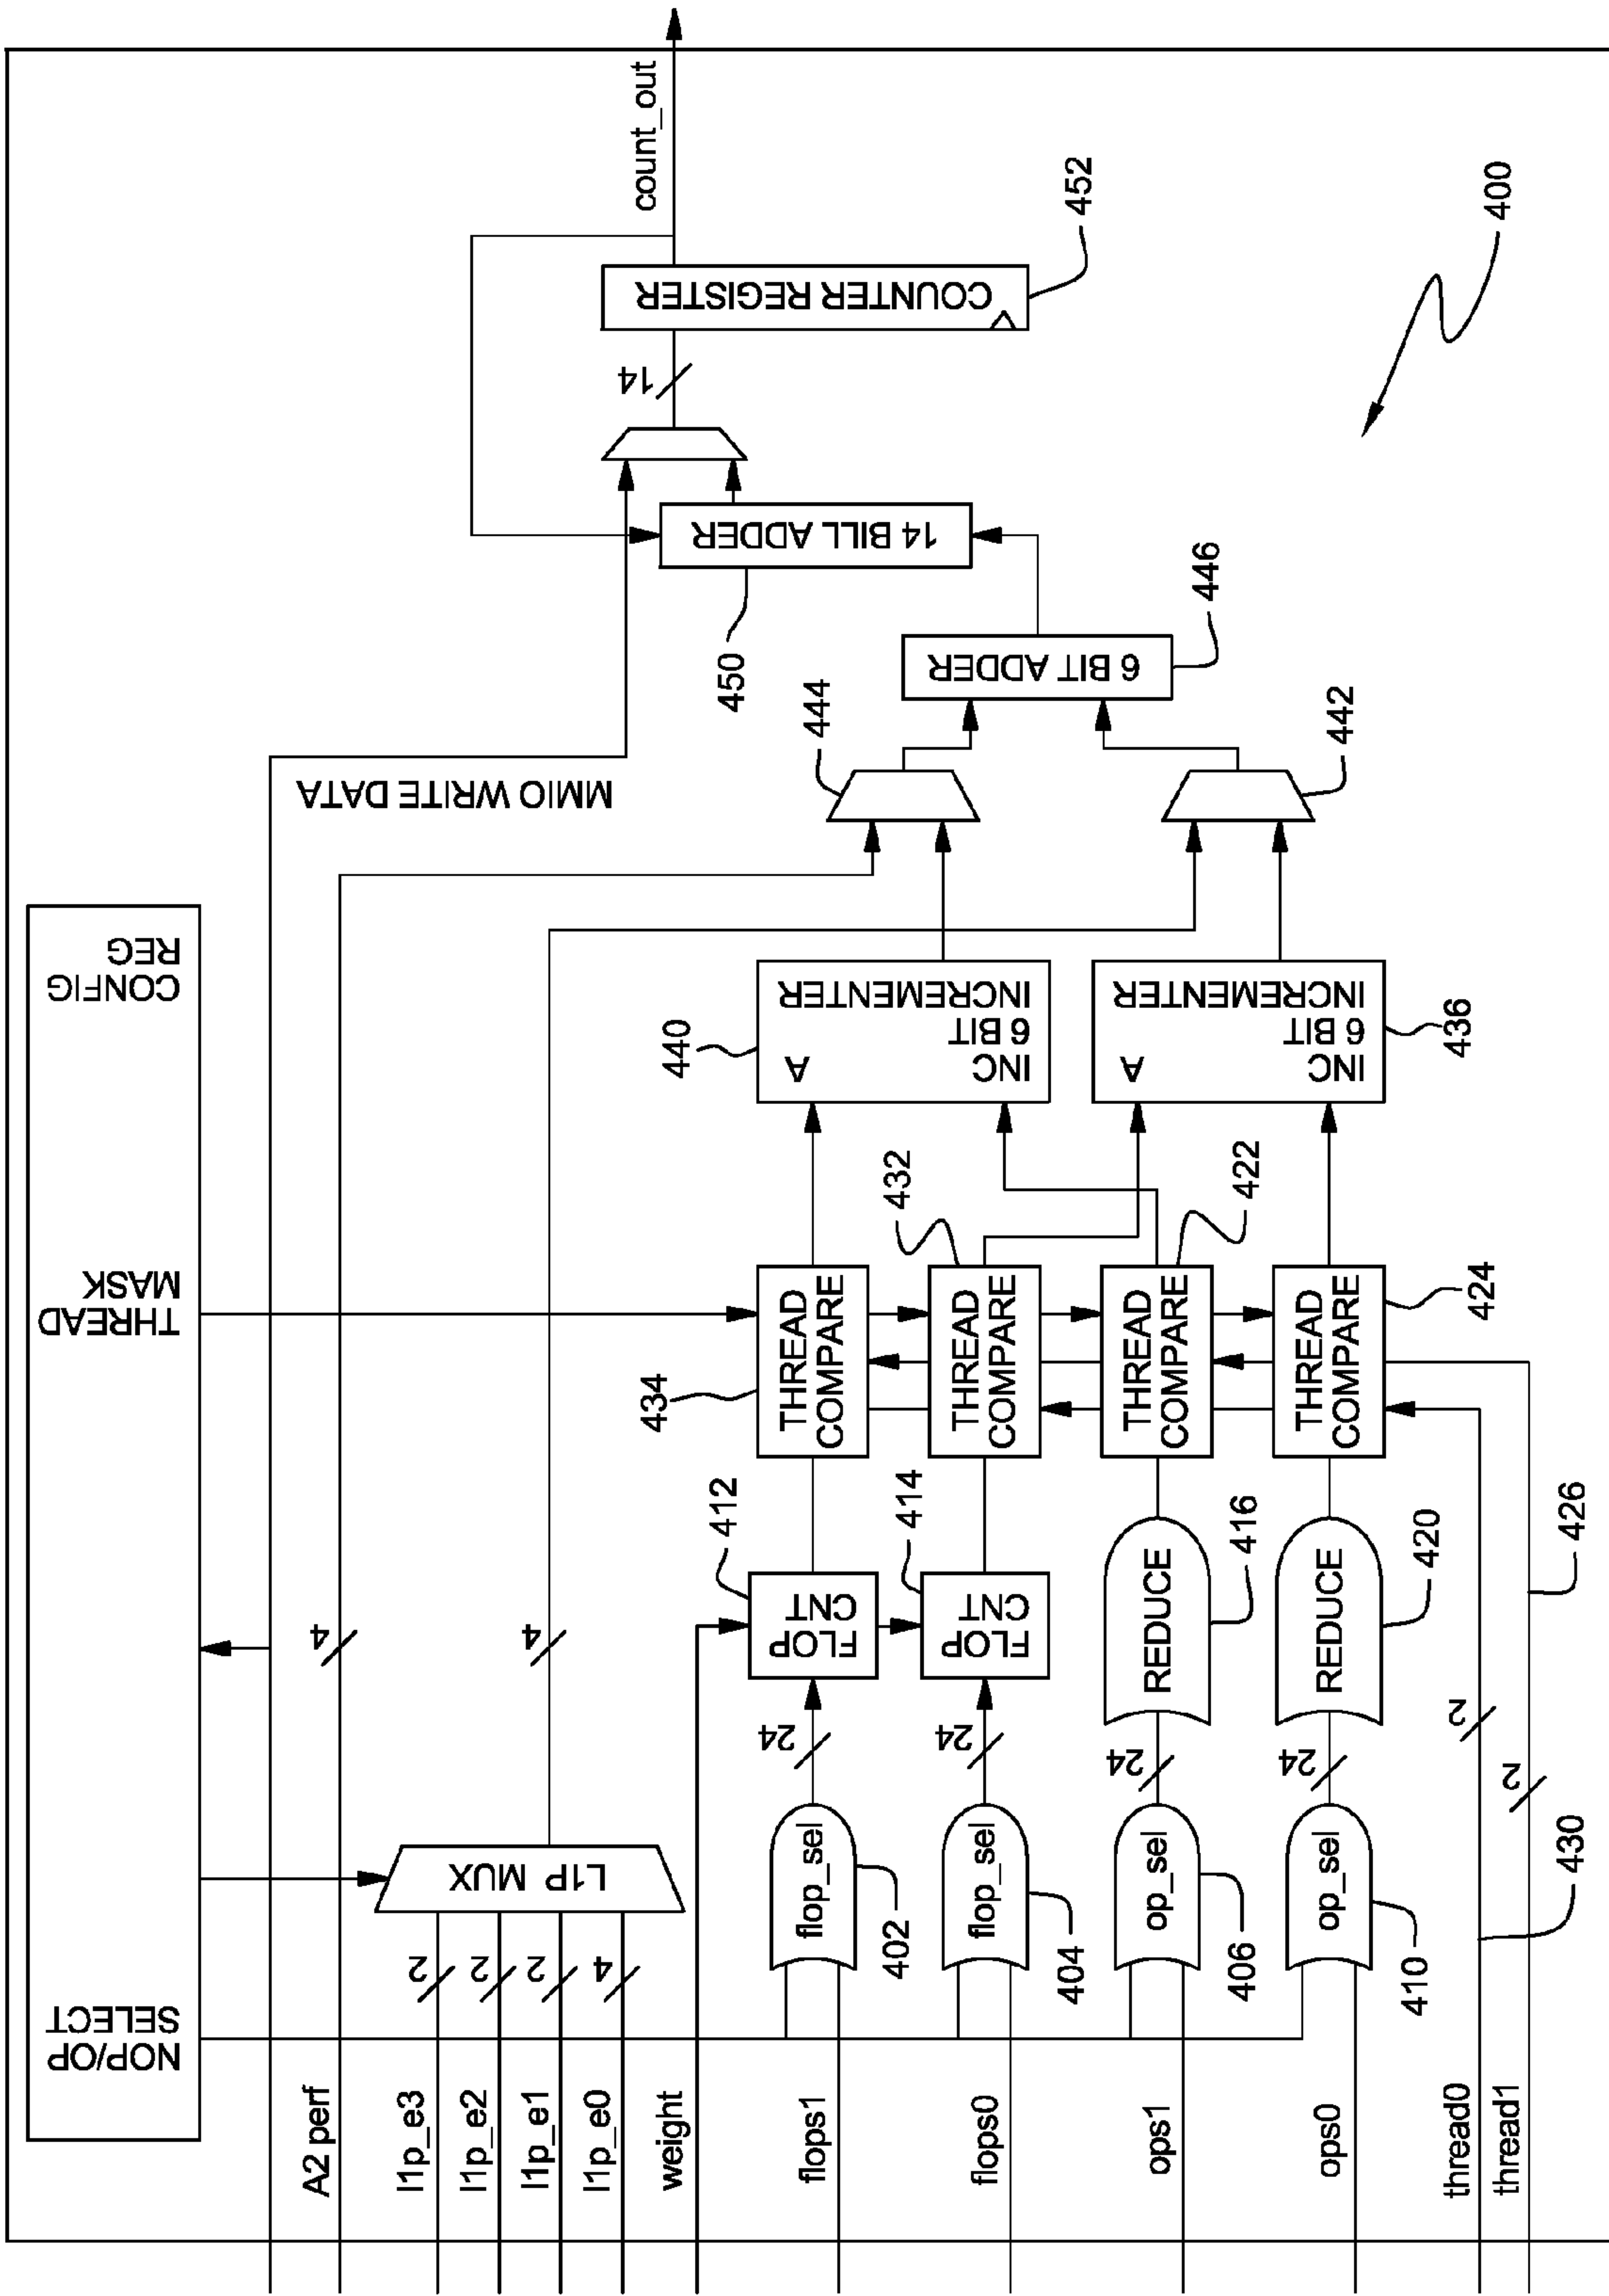 NOP/OP
SELECT
THREAD
MASK
CONFIG
REG
A2 perf
4
MMIO WRITE DATA
l1p_e3
2
l1p_e2
2
l1p_e1
2
l1p_e0
4
L1P MUX
4
weight
flops1
flop_sel
402
24
FLOP
CNT
412
THREAD
COMPARE
434
A
INC
6 BIT
INCREMENTER
440
444
flops0
flop_sel
404
24
FLOP
CNT
414
THREAD
COMPARE
432
ops1
op_sel
406
24
REDUCE
416
THREAD
COMPARE
422
A
INC
6 BIT
INCREMENTER
436
442
ops0
op_sel
410
24
REDUCE
420
THREAD
COMPARE
424
thread0
2
430
thread1
2
426
6 BIT ADDER
446
14 BILL ADDER
450
14
COUNTER REGISTER
452
count_out
400